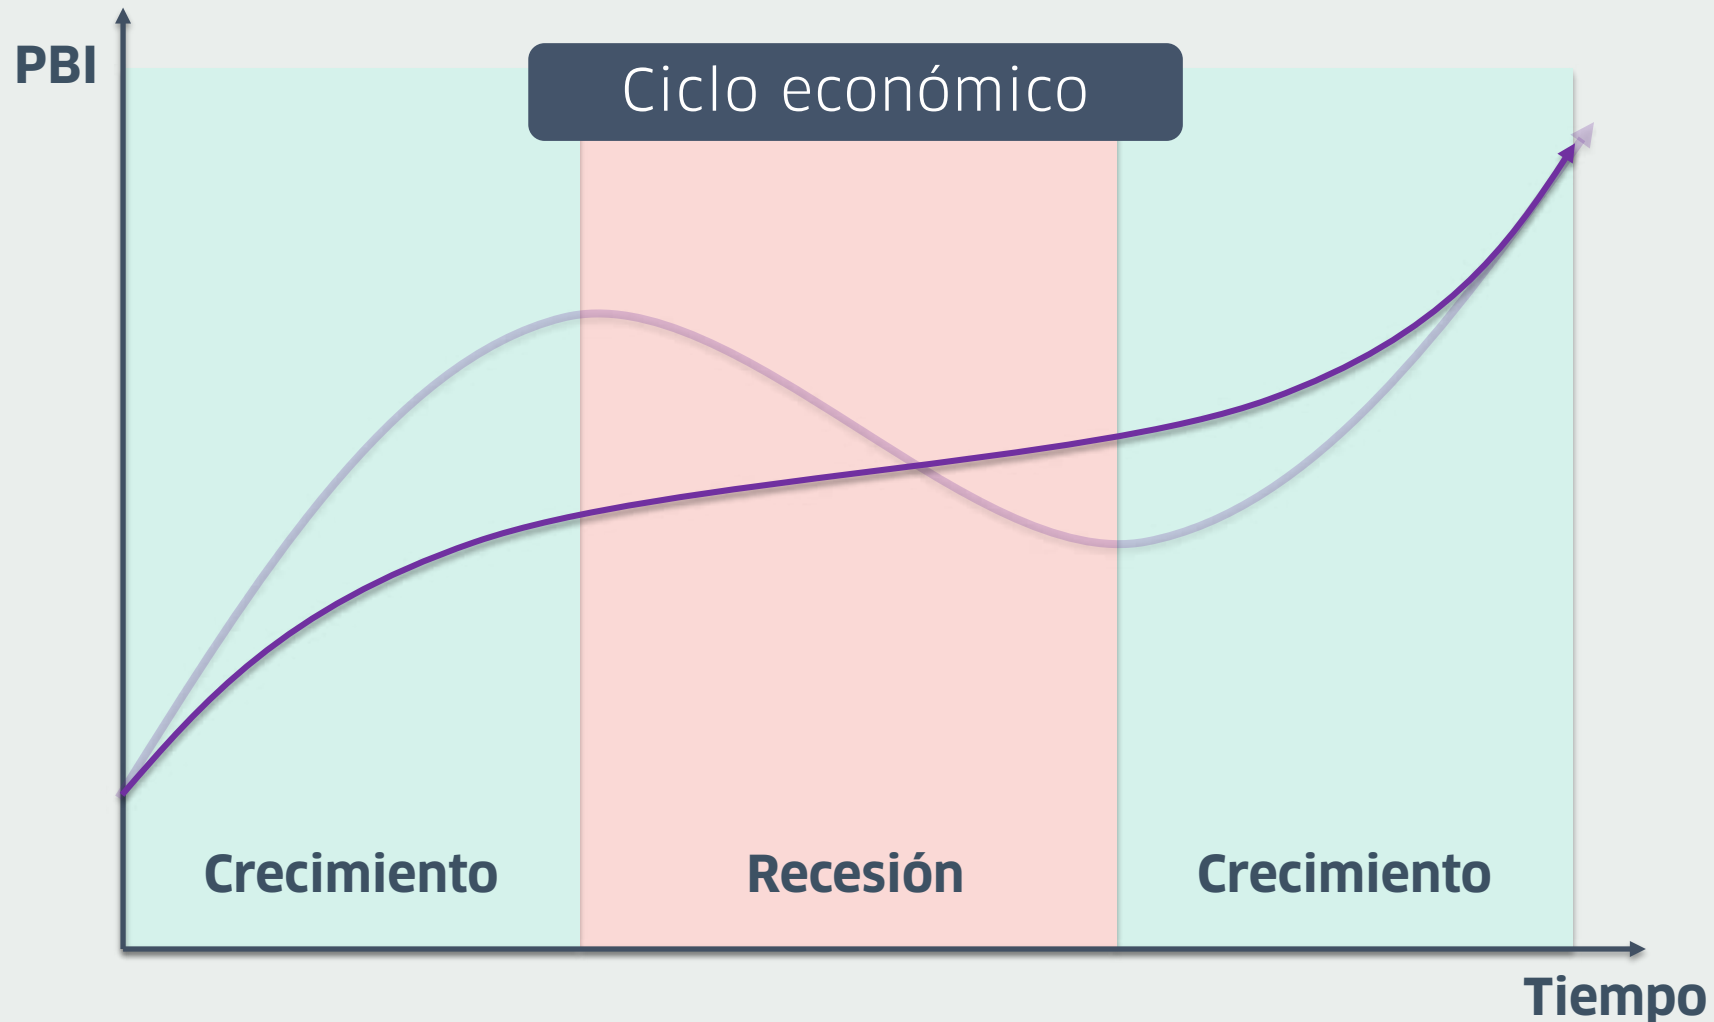 PBI
Ciclo económico
Crecimiento
Recesión
Crecimiento
Tiempo